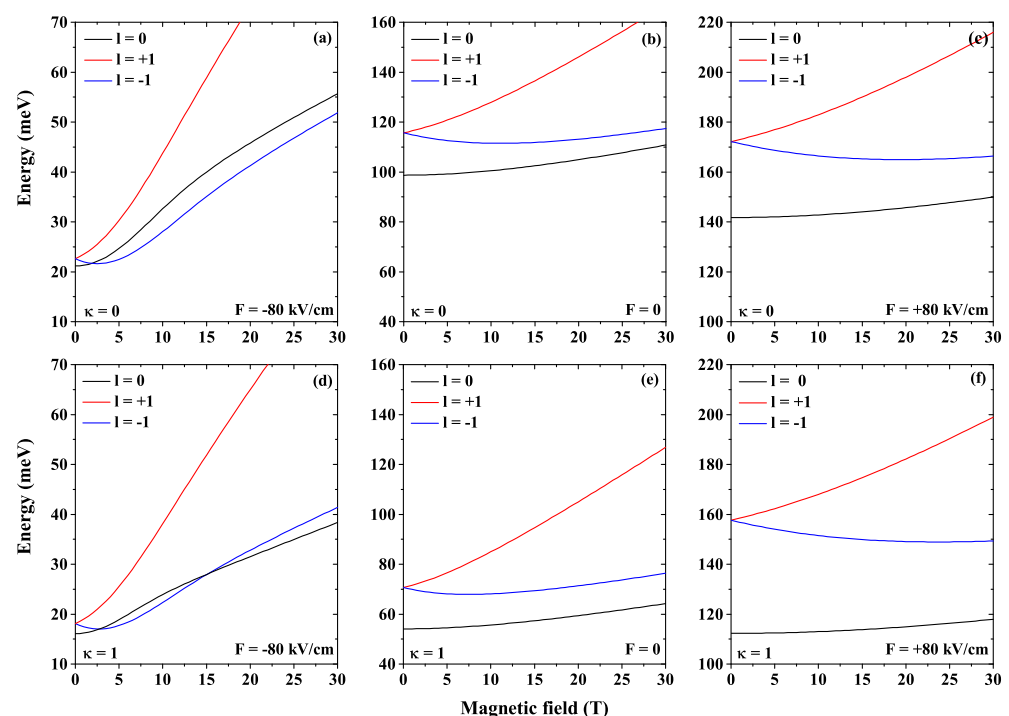 (a)
l = 0
l = +1
l = -1
70
60
50
40
30
20
10
0 5 10 15 20 25 30
κ = 0
F = -80 kV/cm
Energy (meV)
(b)
l = 0
l = +1
l = -1
160
140
120
100
80
60
40
0 5 10 15 20 25 30
κ = 0
F = 0
(c)
l = 0
l = +1
l = -1
220
200
180
160
140
120
100
0 5 10 15 20 25 30
κ = 0
F = +80 kV/cm
(d)
l = 0
l = +1
l = -1
70
60
50
40
30
20
10
0 5 10 15 20 25 30
κ = 1
F = -80 kV/cm
Energy (meV)
(e)
l = 0
l = +1
l = -1
160
140
120
100
80
60
40
0 5 10 15 20 25 30
κ = 1
F = 0
(f)
l = 0
l = +1
l = -1
220
200
180
160
140
120
100
0 5 10 15 20 25 30
κ = 1
F = +80 kV/cm
Magnetic field (T)